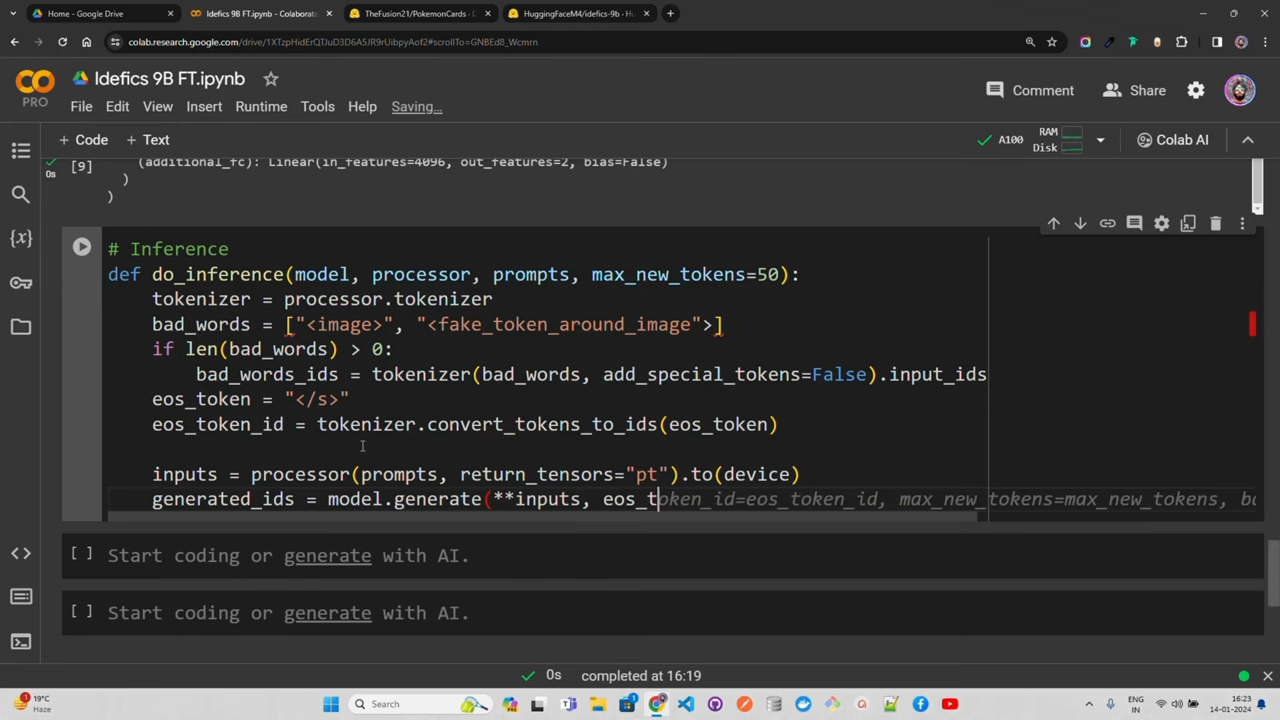 Home - Google Drive
Idefics 9B FT.ipynb - Colaborate
TheFusion21/PokemonCards - D
HuggingFaceM4/idefics-9b - Hu
colab.research.google.com/drive/1XTzpHidErQTJuD3D6ASJR9rUibpyAof2#scrollTo=GNBEd8_Wcmrn
CO
PRO
Idefics 9B FT.ipynb
File Edit View Insert Runtime Tools Help Saving...
Comment Share
+ Code + Text
A100 RAM Disk Colab AI
[9] (additional_fc): Linear(in_features=4096, out_features=2, bias=False)
0s
)
)
# Inference
def do_inference(model, processor, prompts, max_new_tokens=50):
tokenizer = processor.tokenizer
bad_words = ["<image>", "<fake_token_around_image">]
if len(bad_words) > 0:
bad_words_ids = tokenizer(bad_words, add_special_tokens=False).input_ids
eos_token = "</s>"
eos_token_id = tokenizer.convert_tokens_to_ids(eos_token)
inputs = processor(prompts, return_tensors="pt").to(device)
generated_ids = model.generate(**inputs, eos_token_id=eos_token_id, max_new_tokens=max_new_tokens, ba
[ ] Start coding or generate with AI.
[ ] Start coding or generate with AI.
0s completed at 16:19
19°C
Haze
Search
ENG
IN
16:23
14-01-2024